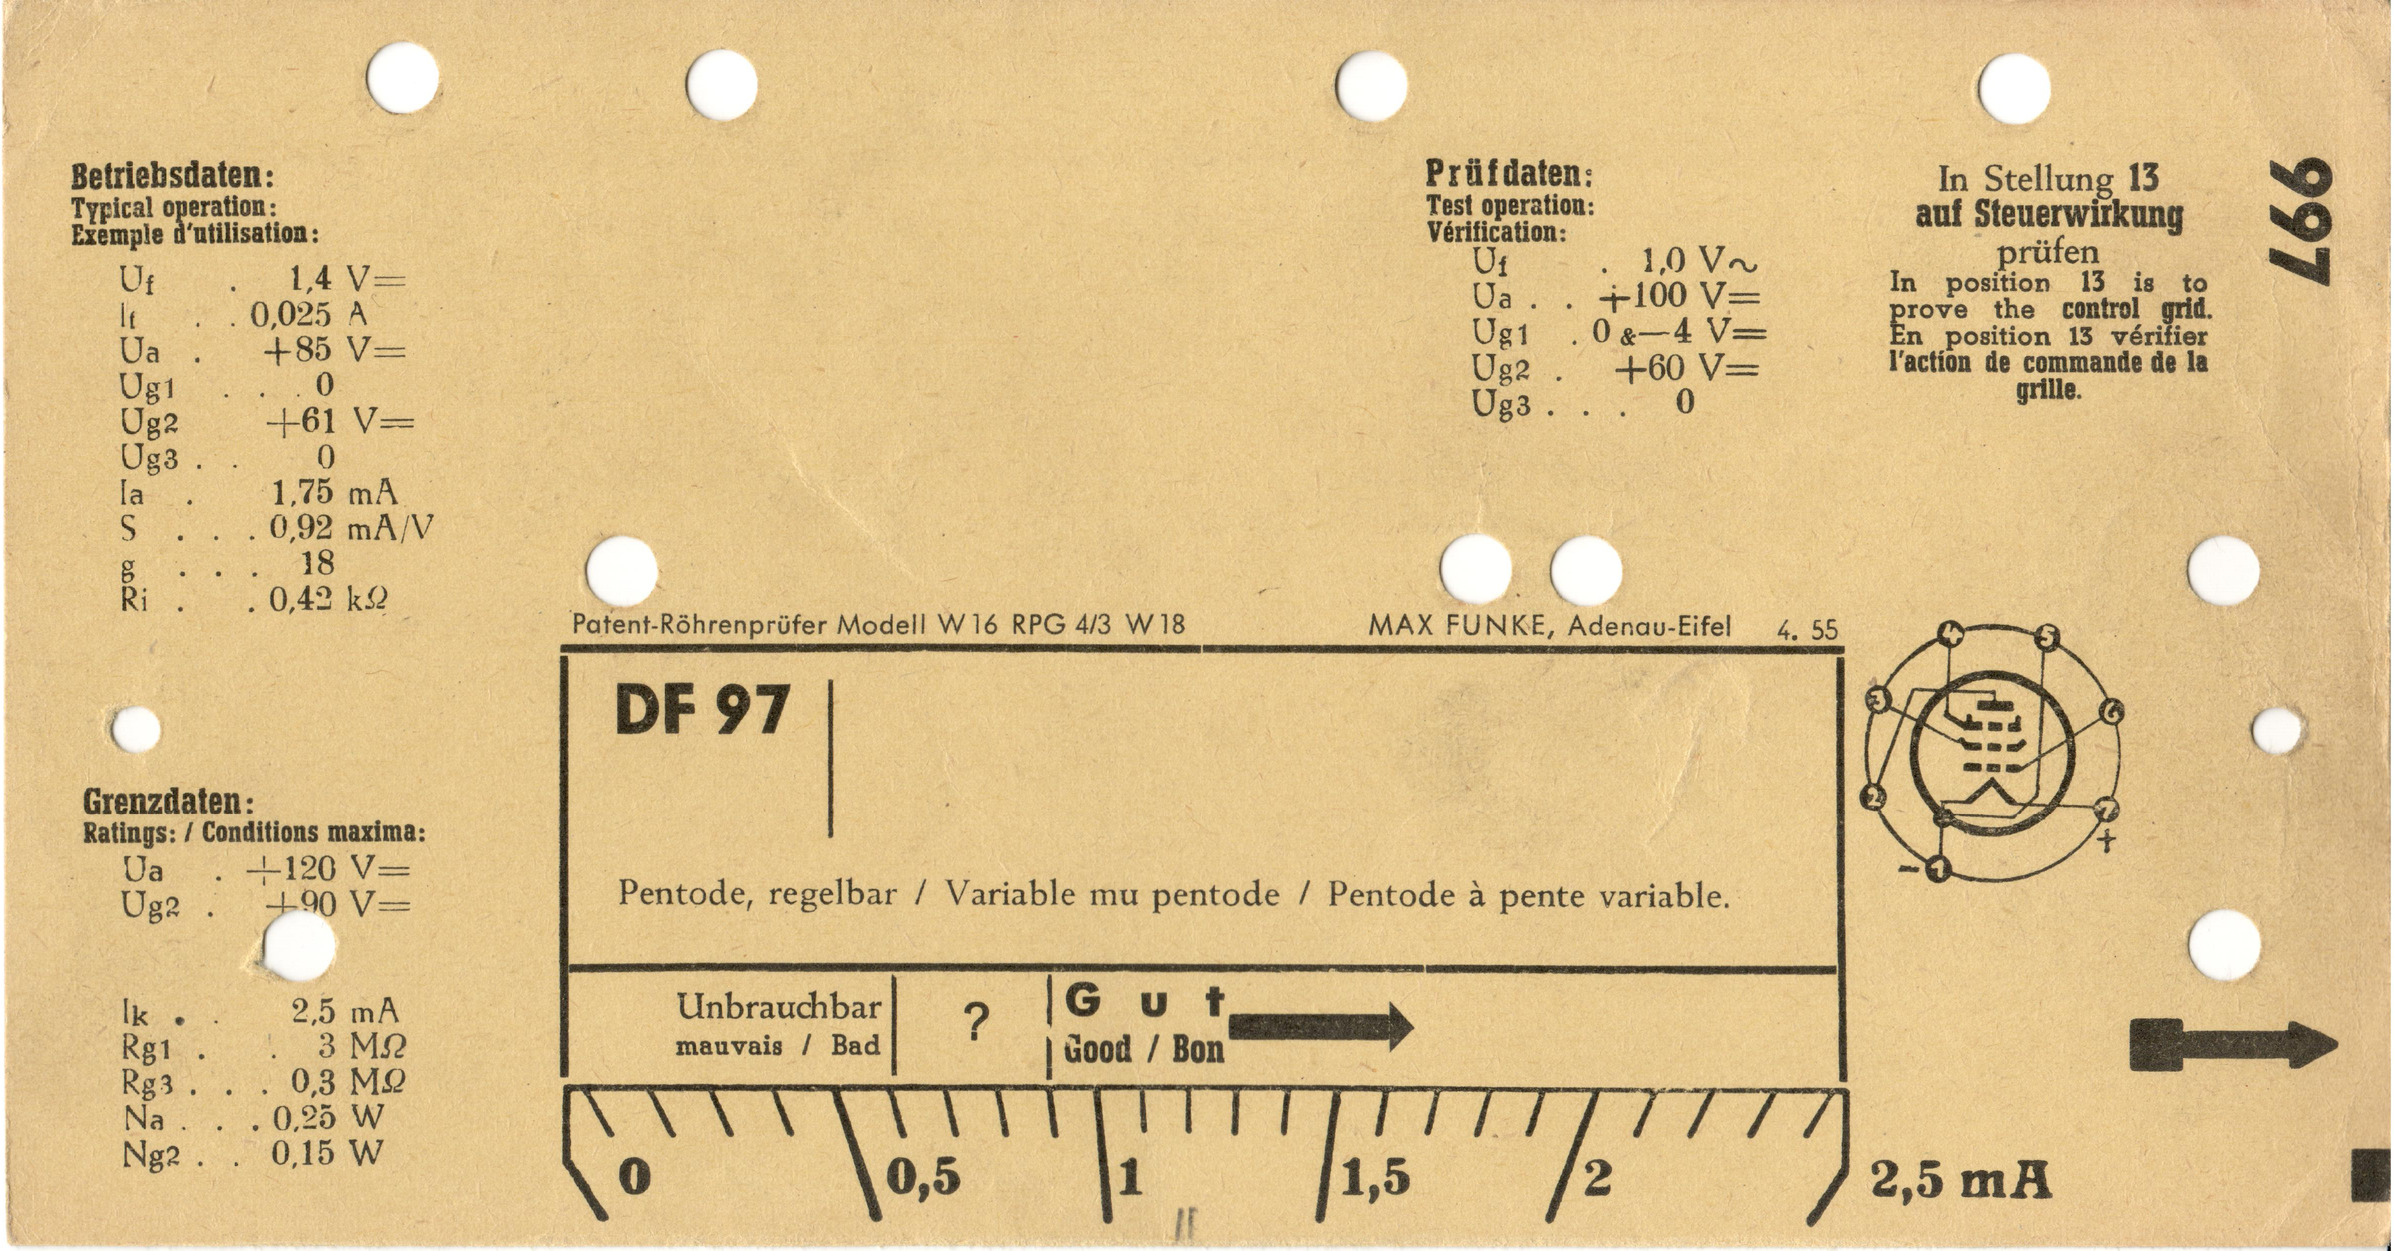 Betriebsdaten:
Typical operation:
Exemple d'utilisation:
Uf . 1,4 V=
If . . 0,025 A
Ua . +85 V=
Ug1 . . . 0
Ug2 +61 V=
Ug3 . . 0
Ia . 1,75 mA
S . . . 0,92 mA/V
g . . . 18
Ri . . 0,42 kΩ
Grenzdaten:
Ratings: / Conditions maxima:
Ua . +120 V=
Ug2 . +90 V=
Ik . . 2,5 mA
Rg1 . . 3 MΩ
Rg3 . . . 0,3 MΩ
Na . . . 0,25 W
Ng2 . . 0,15 W
Prüfdaten:
Test operation:
Vérification:
Uf . 1,0 V~
Ua . . +100 V=
Ug1 . 0 &—4 V=
Ug2 . +60 V=
Ug3 . . . 0
In Stellung 13
auf Steuerwirkung
prüfen
In position 13 is to
prove the control grid.
En position 13 vérifier
l'action de commande de la
grille.
997
Patent-Röhrenprüfer Modell W16 RPG 4/3 W18 MAX FUNKE, Adenau-Eifel 4. 55
DF 97
Pentode, regelbar / Variable mu pentode / Pentode à pente variable.
Unbrauchbar ? Gut
mauvais / Bad Good / Bon
0 0,5 1 1,5 2 2,5 mA
4 5
3 6
2 7
+
- 1